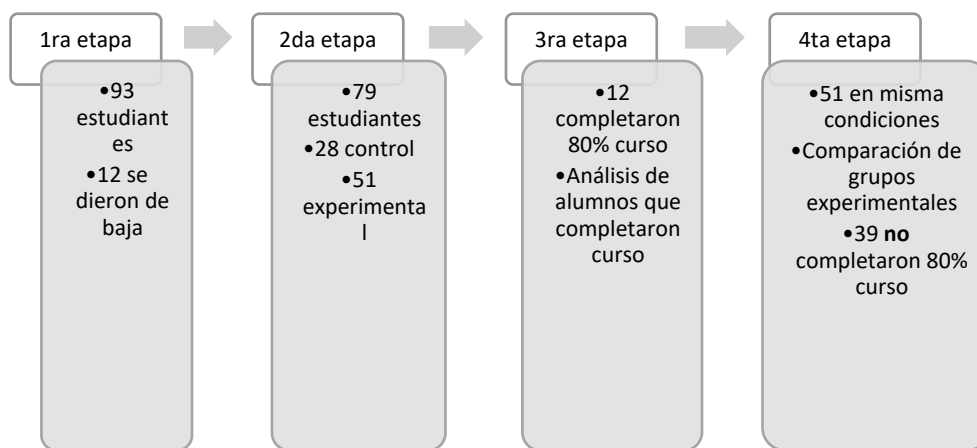 1ra etapa
•93
estudiant
es
•12 se
dieron de
baja
2da etapa
•79
estudiantes
•28 control
•51
experimenta
l
3ra etapa
•12
completaron
80% curso
•Análisis de
alumnos que
completaron
curso
4ta etapa
•51 en misma
condiciones
•Comparación de
grupos
experimentales
•39 no
completaron 80%
curso